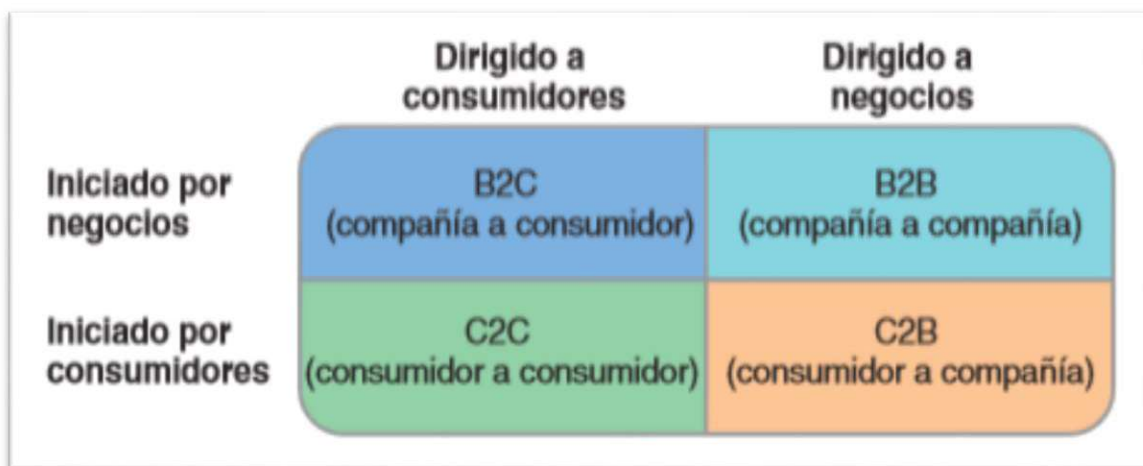 Dirigido a
consumidores
Dirigido a
negocios
Iniciado por
negocios
B2C
(compañía a consumidor)
B2B
(compañía a compañía)
Iniciado por
consumidores
C2C
(consumidor a consumidor)
C2B
(consumidor a compañía)